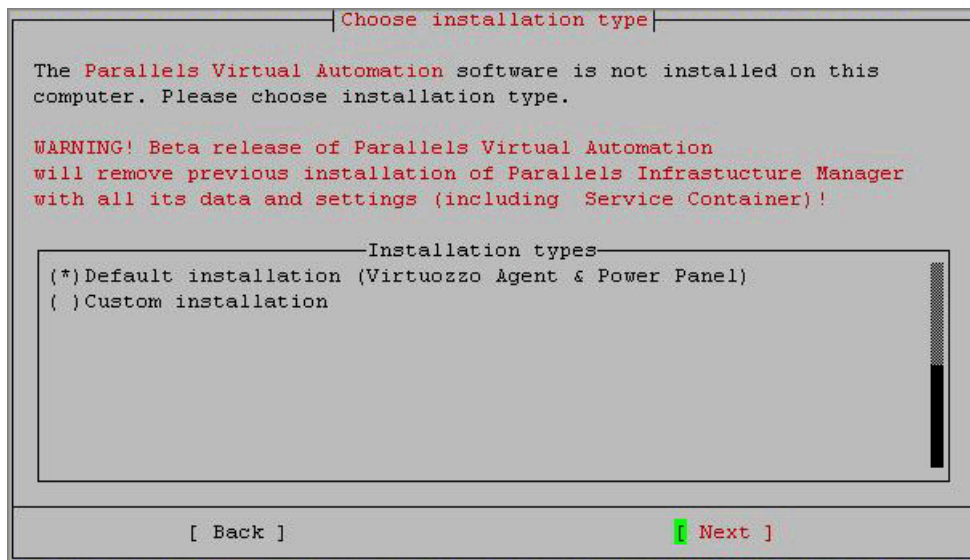 Choose installation type
The Parallels Virtual Automation software is not installed on this
computer. Please choose installation type.
WARNING! Beta release of Parallels Virtual Automation
will remove previous installation of Parallels Infrastucture Manager
with all its data and settings (including  Service Container)!
Installation types
(*)Default installation (Virtuozzo Agent & Power Panel)
( )Custom installation
[ Back ] [ Next ]